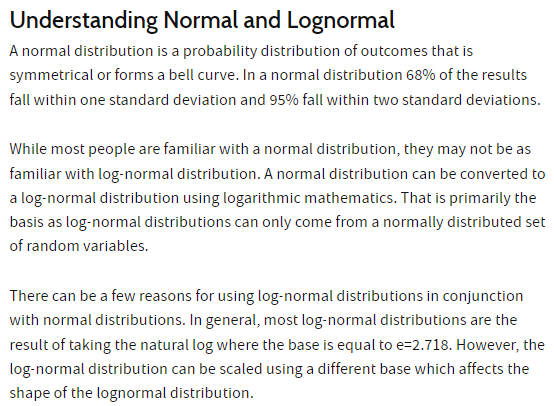 Understanding Normal and Lognormal
A normal distribution is a probability distribution of outcomes that is
symmetrical or forms a bell curve. In a normal distribution 68% of the results
fall within one standard deviation and 95% fall within two standard deviations.
While most people are familiar with a normal distribution, they may not be as
familiar with log-normal distribution. A normal distribution can be converted to
a log-normal distribution using logarithmic mathematics. That is primarily the
basis as log-normal distributions can only come from a normally distributed set
of random variables.
There can be a few reasons for using log-normal distributions in conjunction
with normal distributions. In general, most log-normal distributions are the
result of taking the natural log where the base is equal to e=2.718. However, the
log-normal distribution can be scaled using a different base which affects the
shape of the lognormal distribution.